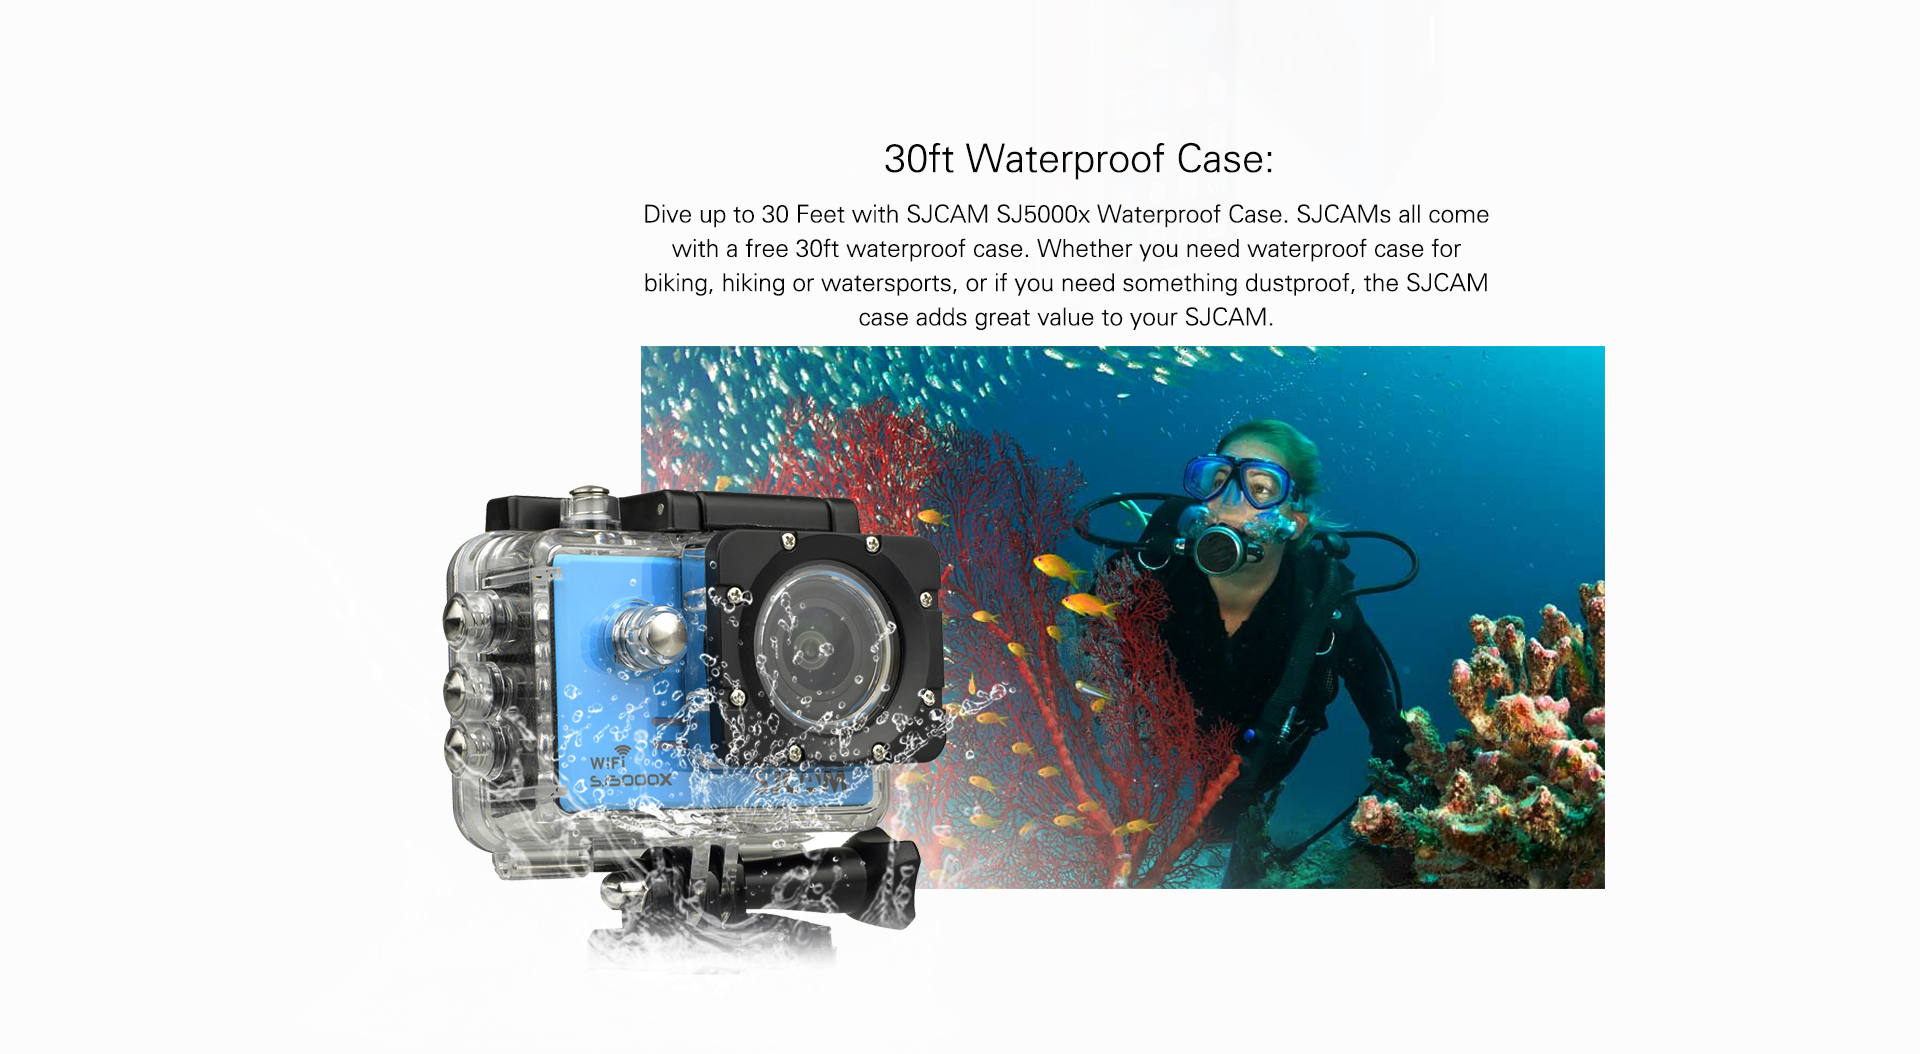 30ft Waterproof Case:
Dive up to 30 Feet with SJCAM SJ5000x Waterproof Case. SJCAMs all come
with a free 30ft waterproof case. Whether you need waterproof case for
biking, hiking or watersports, or if you need something dustproof, the SJCAM
case adds great value to your SJCAM.
WiFi
SJ5000X
SJCAM